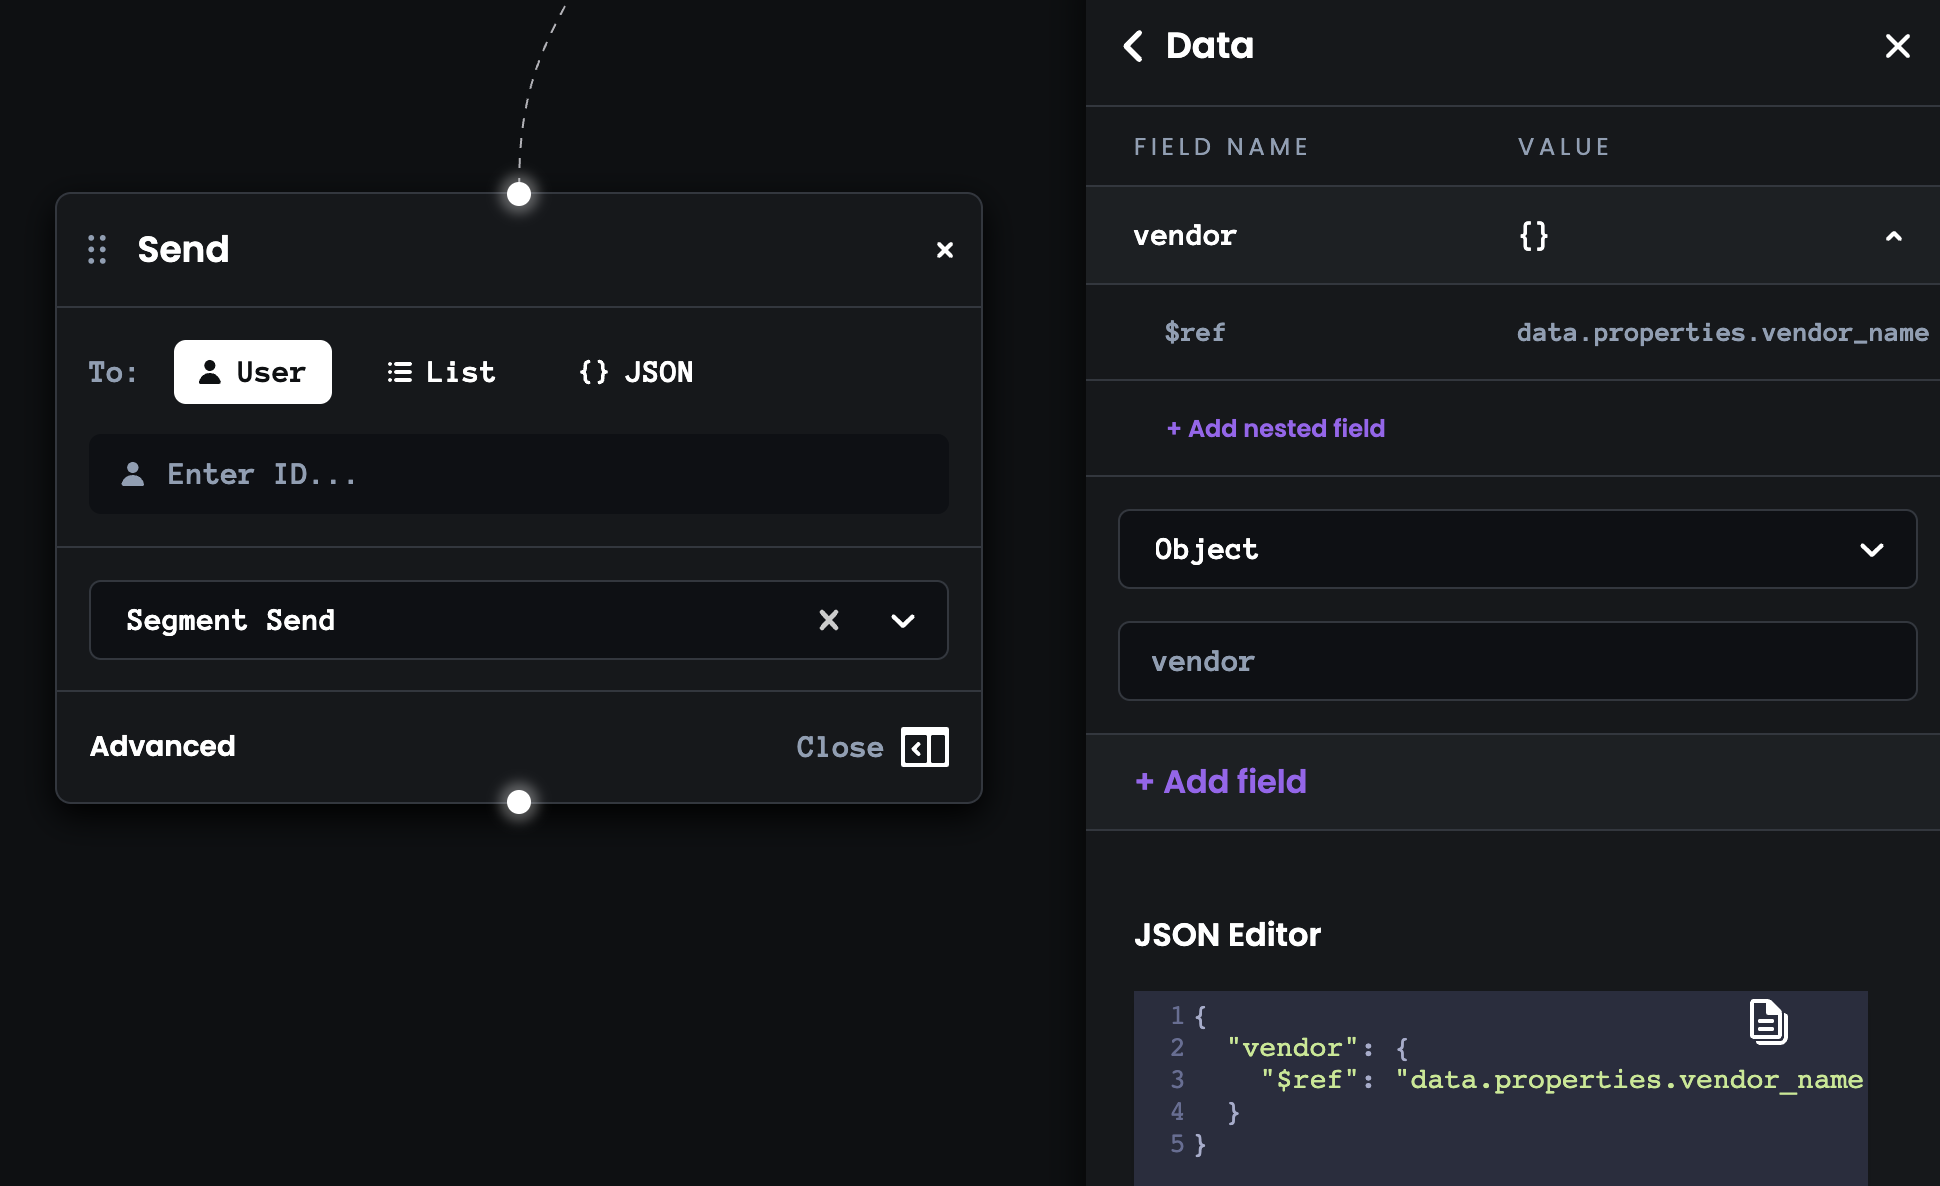 Send
To:
User
List
{} JSON
Enter ID...
Segment Send
Advanced
Close
Data
FIELD NAME
VALUE
vendor
{}
$ref
data.properties.vendor_name
+ Add nested field
Object
vendor
+ Add field
JSON Editor
1 {
2 "vendor": {
3 "$ref": "data.properties.vendor_name
4 }
5 }